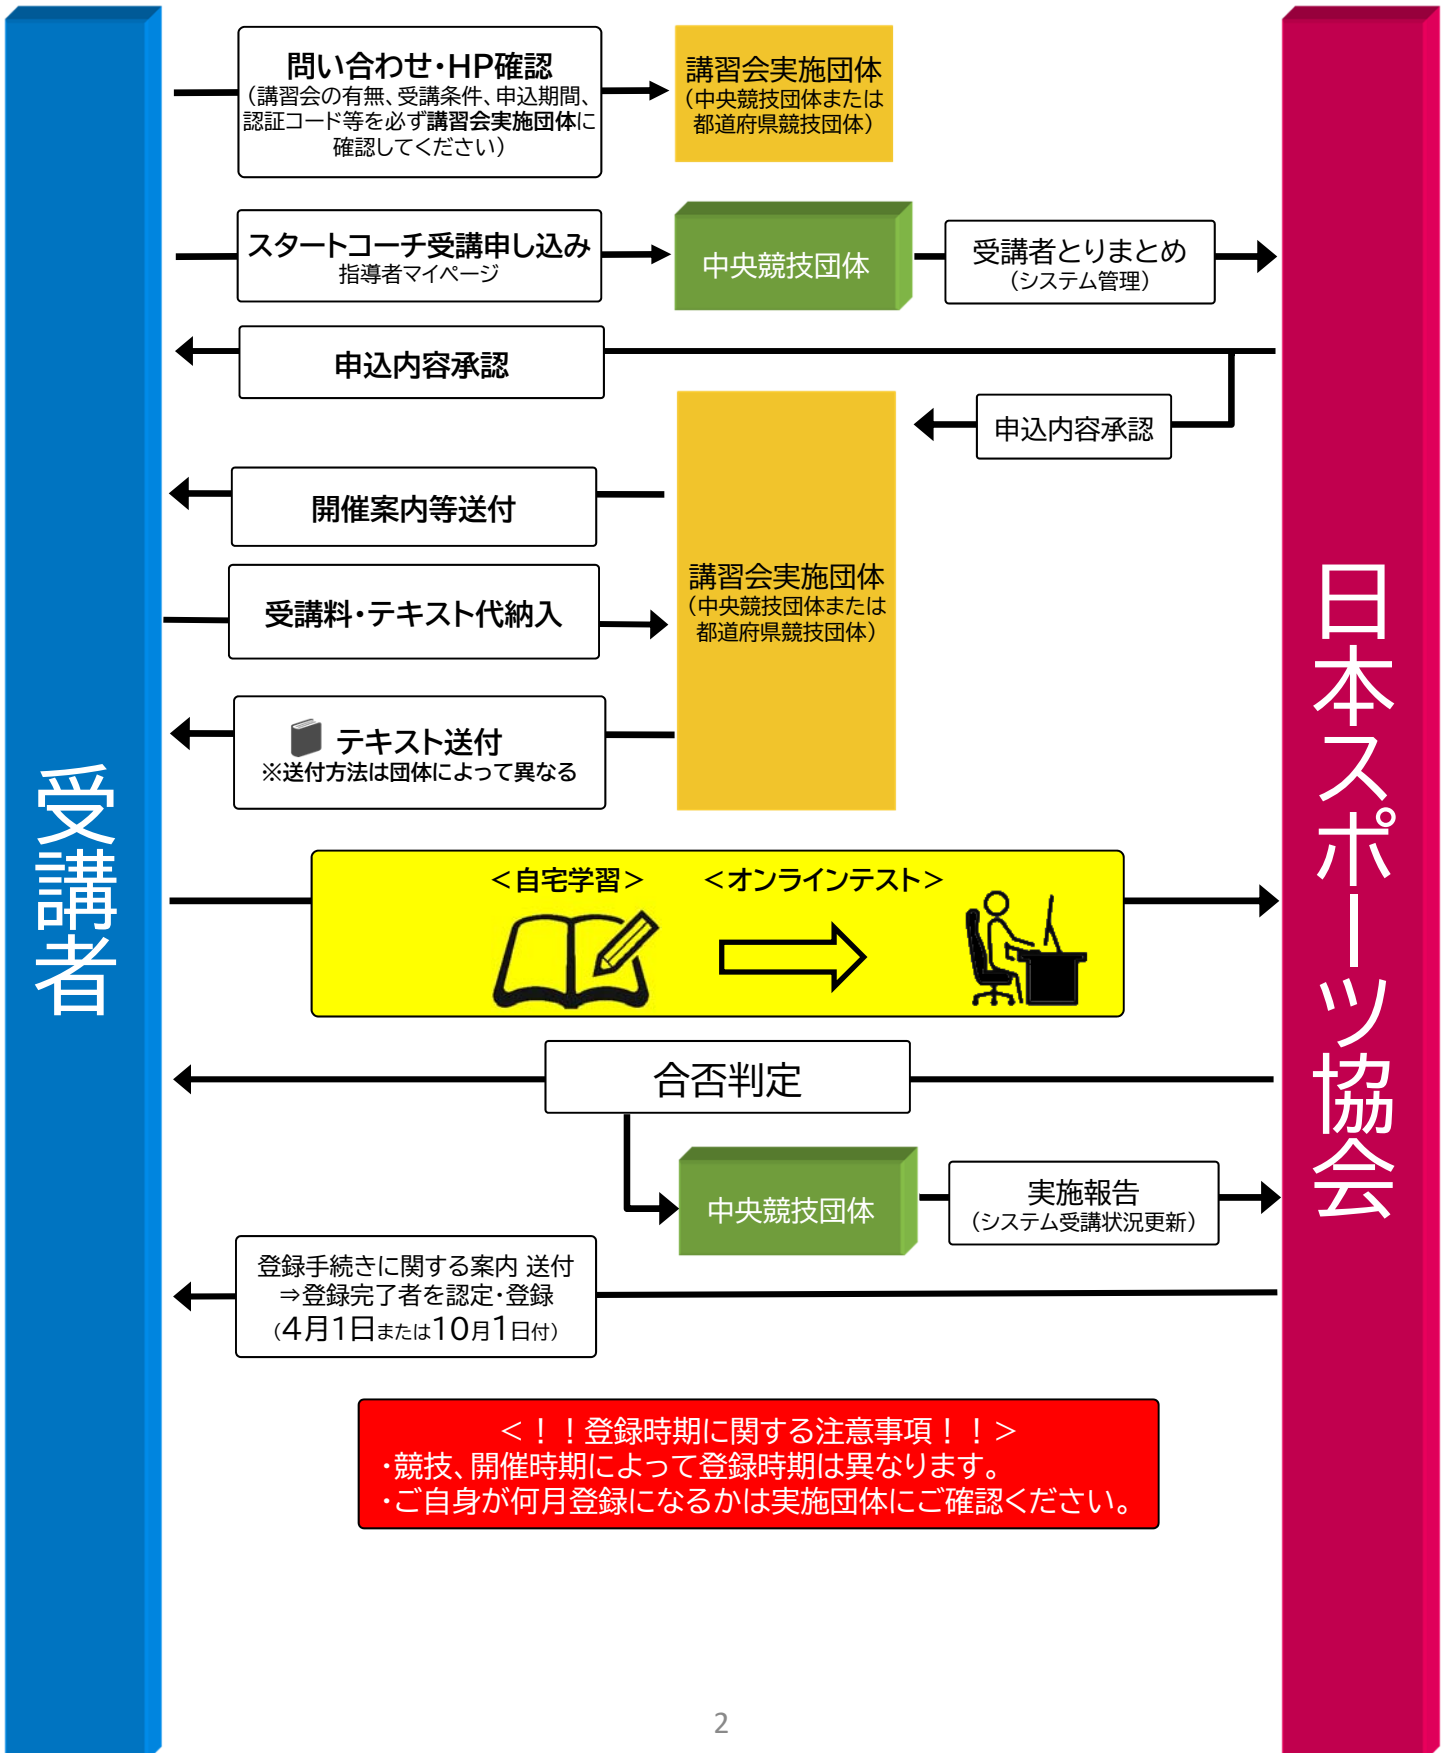 問い合わせ・HP確認
（講習会の有無、受講条件、申込期間、
認証コード等を必ず講習会実施団体に
確認してください）
講習会実施団体
（中央競技団体または
都道府県競技団体）
スタートコーチ受講申し込み
指導者マイページ
中央競技団体
受講者とりまとめ
（システム管理）
申込内容承認
申込内容承認
開催案内等送付
受講料・テキスト代納入
講習会実施団体
（中央競技団体または
都道府県競技団体）
テキスト送付
※送付方法は団体によって異なる
受講者
日本スポーツ協会
＜自宅学習＞
＜オンラインテスト＞
合否判定
中央競技団体
実施報告
（システム受講状況更新）
登録手続きに関する案内 送付
⇒登録完了者を認定・登録
（４月１日または１０月１日付）
＜！！登録時期に関する注意事項！！＞
・競技、開催時期によって登録時期は異なります。
・ご自身が何月登録になるかは実施団体にご確認ください。
2